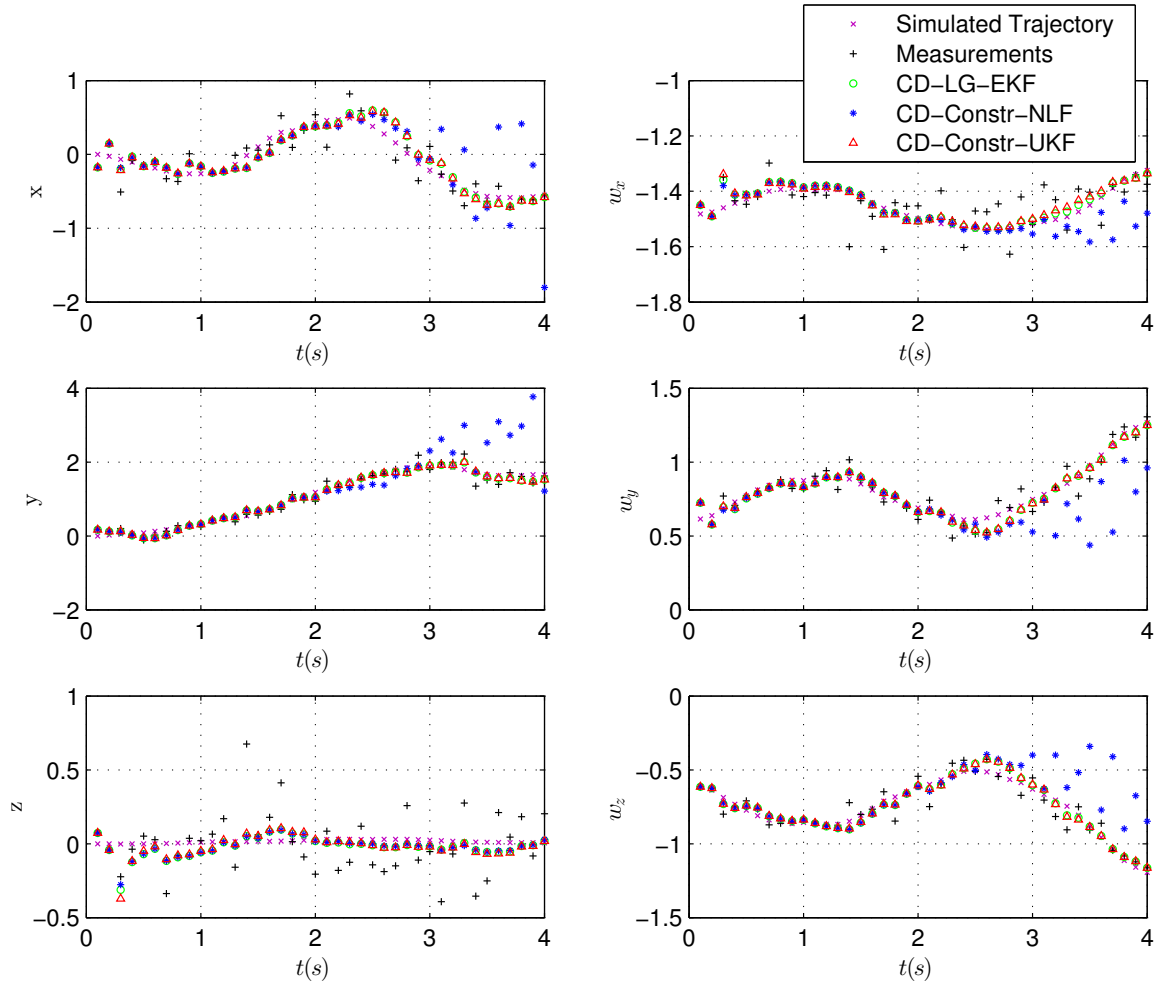 Simulated Trajectory
Measurements
CD−LG−EKF
CD−Constr−NLF
CD−Constr−UKF
1
0
−1
−2
x
0 1 2 3 4
t(s)
−1
−1.2
−1.4
−1.6
−1.8
w_x
0 1 2 3 4
t(s)
4
2
0
−2
y
0 1 2 3 4
t(s)
1.5
1
0.5
0
w_y
0 1 2 3 4
t(s)
1
0.5
0
−0.5
z
0 1 2 3 4
t(s)
0
−0.5
−1
−1.5
w_z
0 1 2 3 4
t(s)